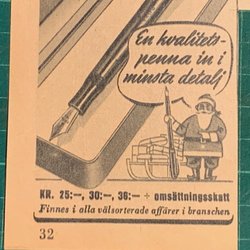 En kvalitets-
penna in i
minsta detalj
KR. 25:—, 30:—, 36:— + omsättningsskatt
Finnes i alla välsorterade affärer i branschen
32